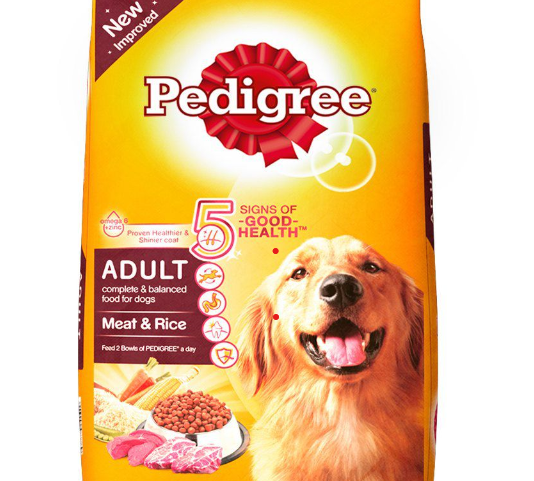 New
Improved
Pedigree®
5 SIGNS OF
-GOOD-
HEALTH™
omega 6
+zinc
Proven Healthier &
Shinier coat
ADULT
complete & balanced
food for dogs
Meat & Rice
Feed 2 Bowls of PEDIGREE® a day
ADULT